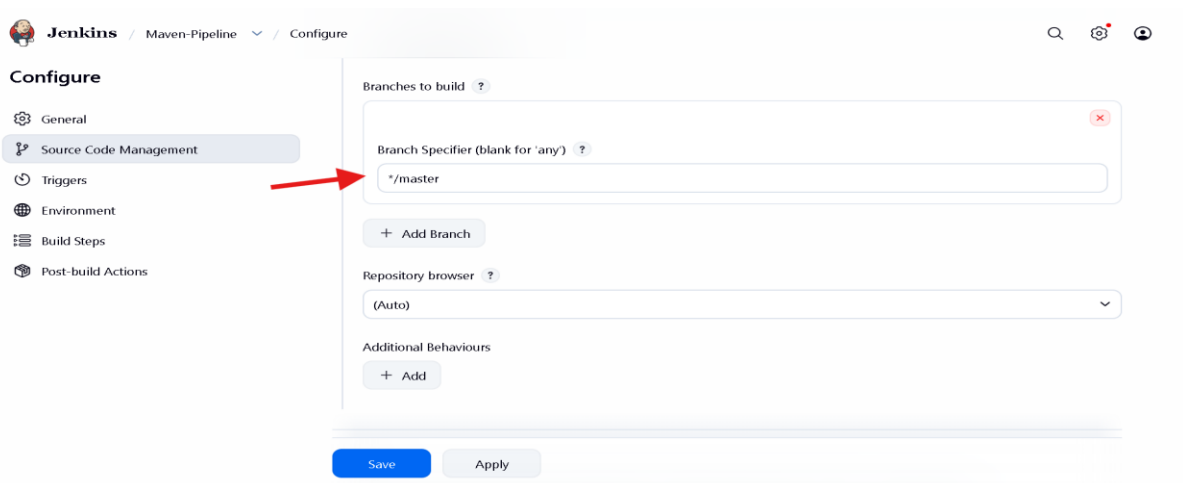 Jenkins / Maven-Pipeline / Configure
Configure
General
Source Code Management
Triggers
Environment
Build Steps
Post-build Actions
Branches to build ?
Branch Specifier (blank for 'any') ?
*/master
+ Add Branch
Repository browser ?
(Auto)
Additional Behaviours
+ Add
Save Apply